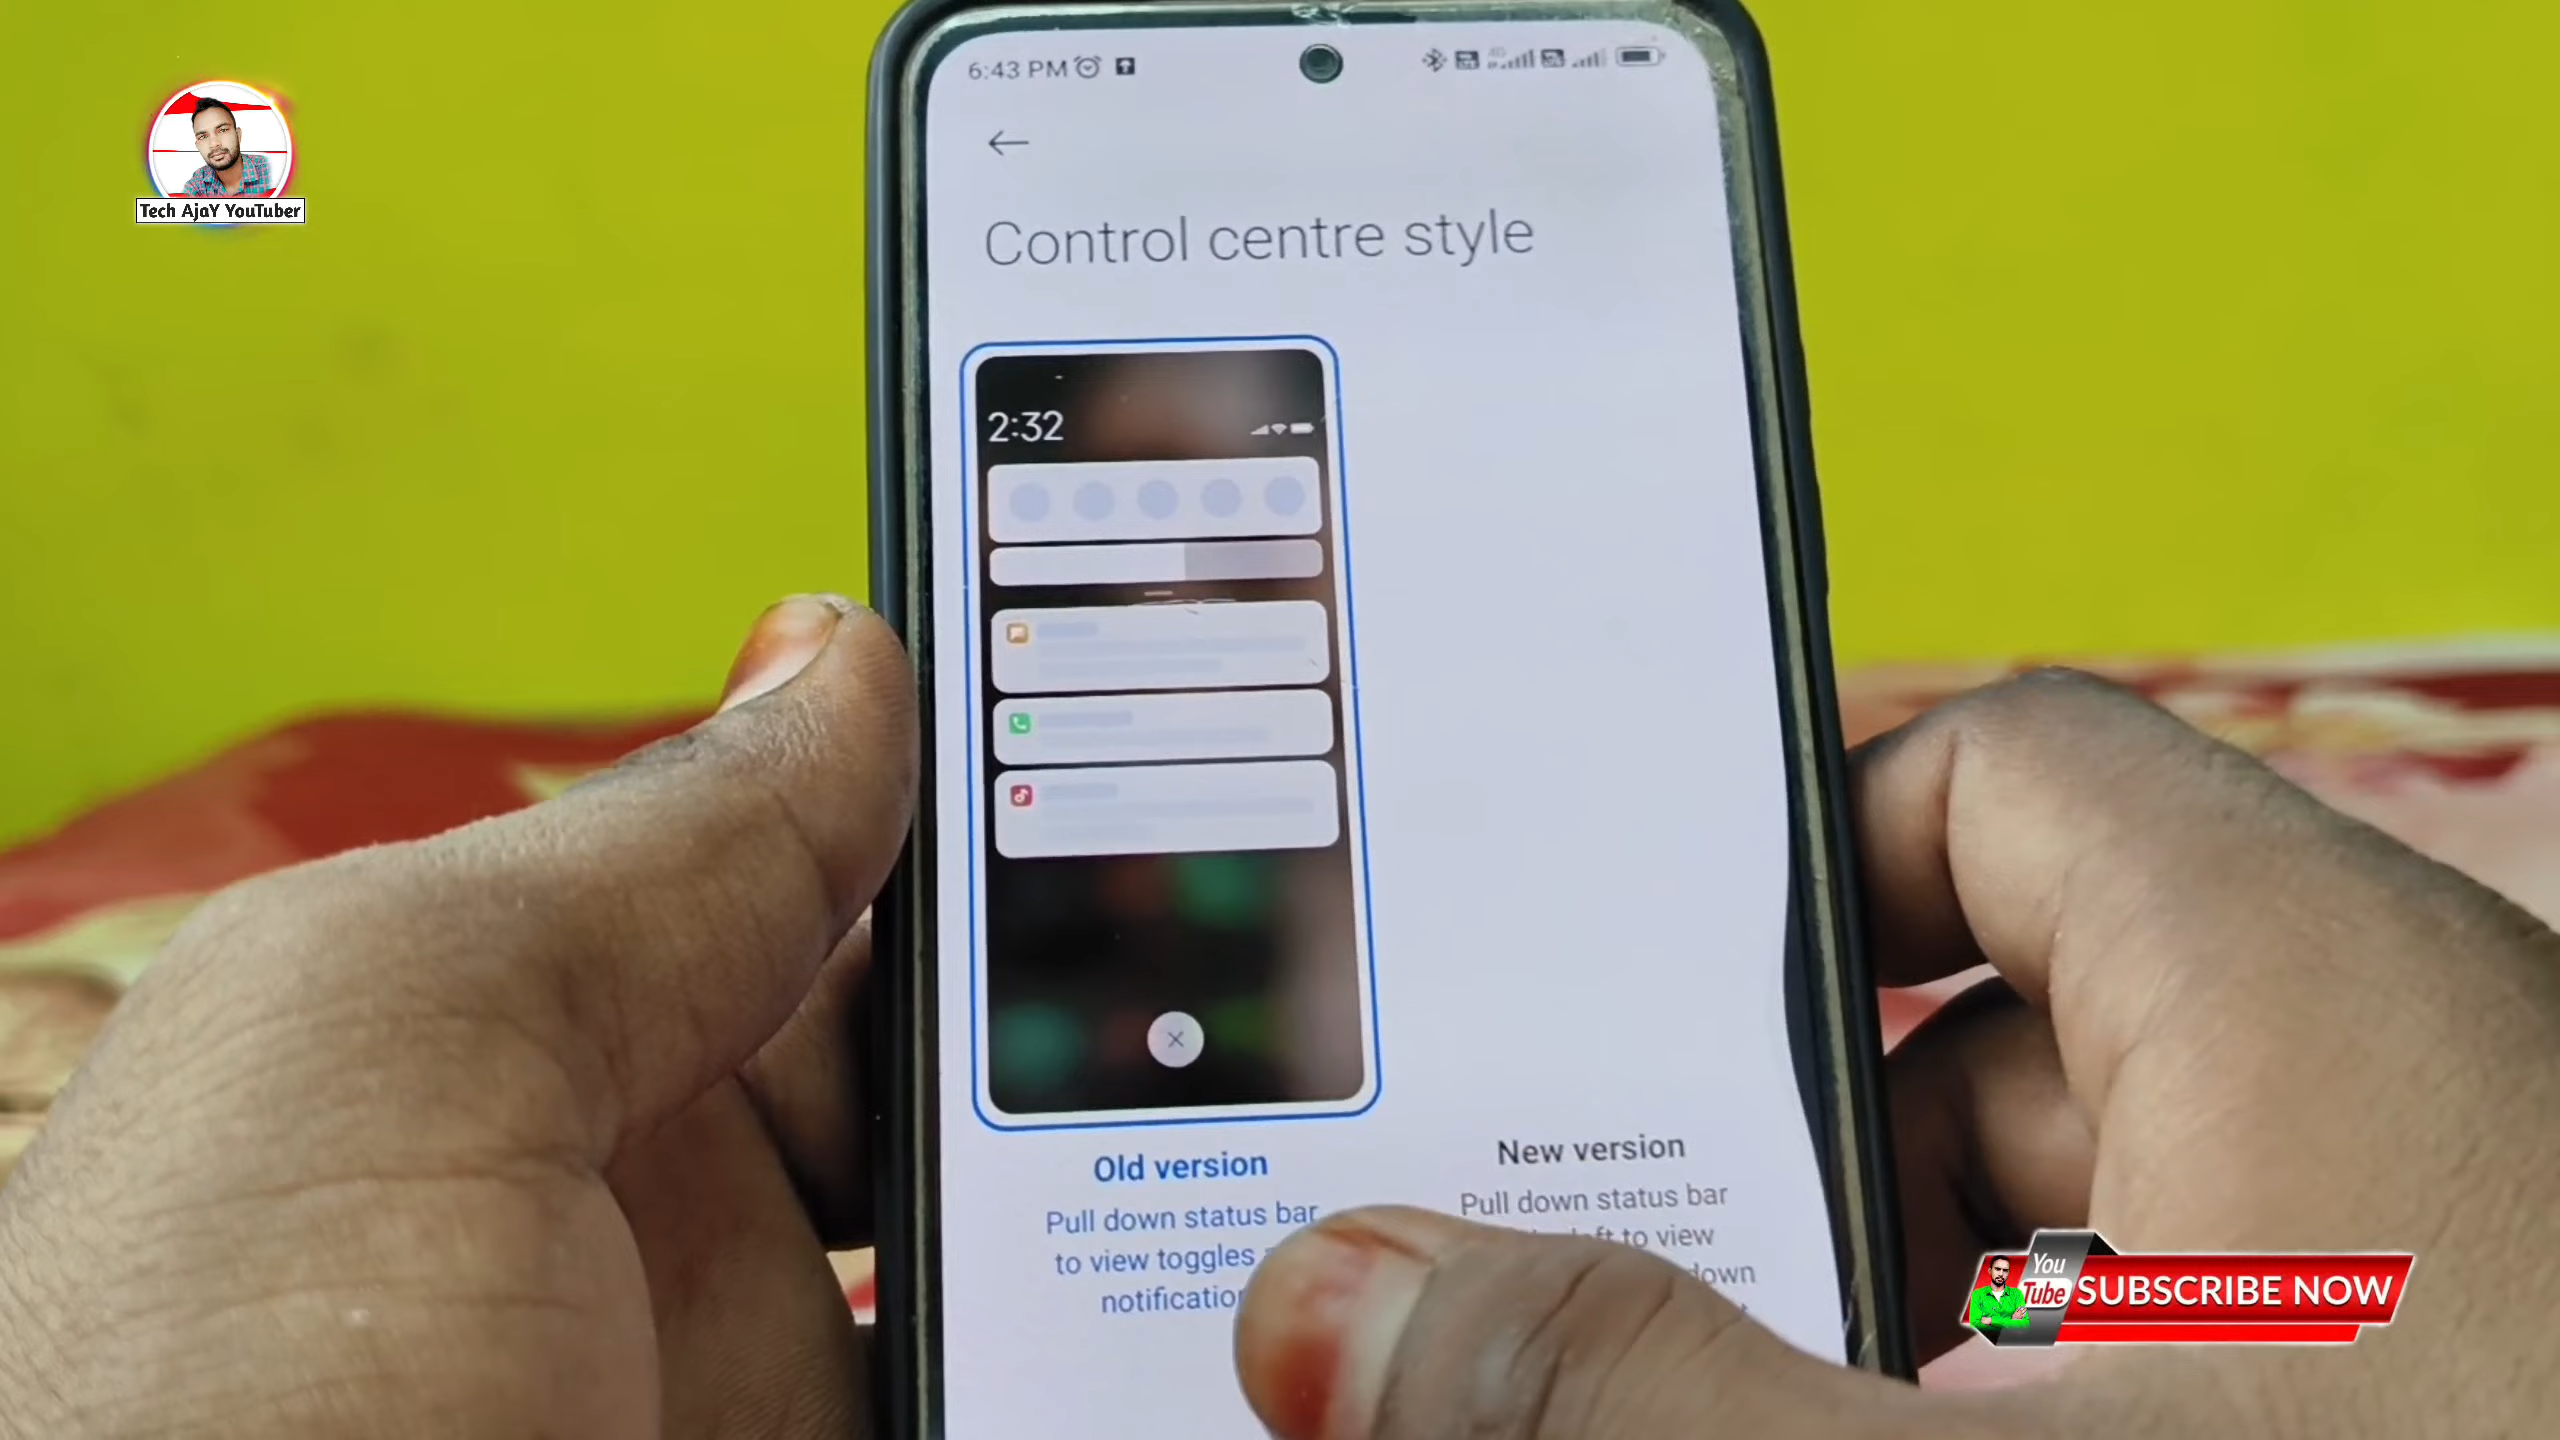 Tech AjaY YouTuber
6:43 PM
Control centre style
2:32
Old version
Pull down status bar
to view toggles
New version
Pull down status bar
to view
You
Tube
SUBSCRIBE NOW